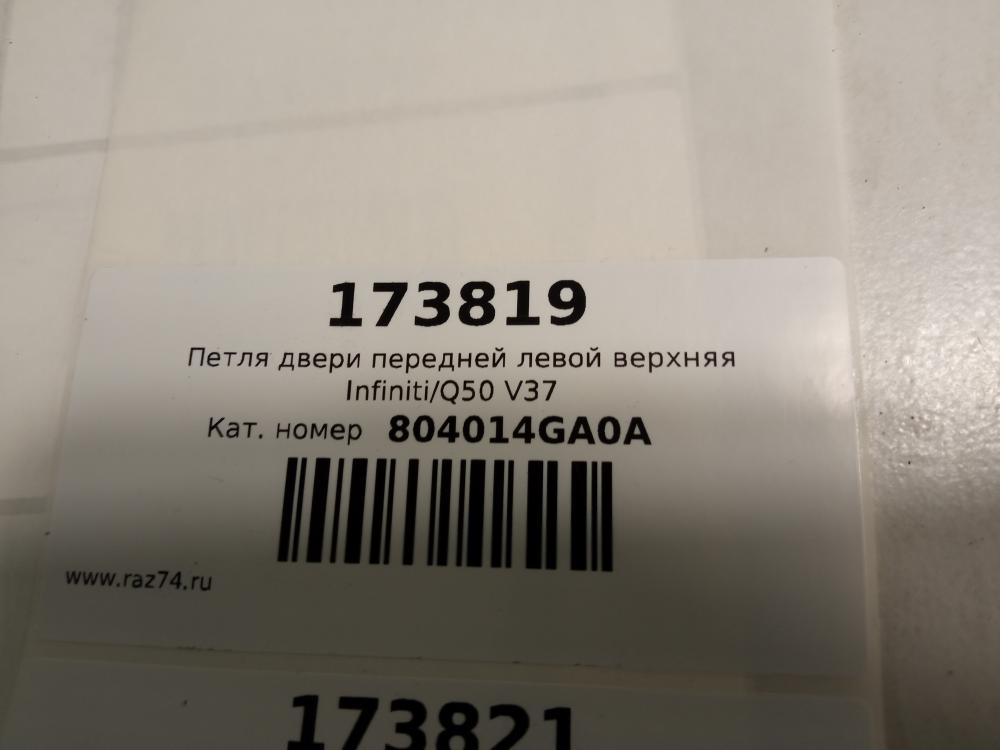 173819
Петля двери передней левой верхняя
Infiniti/Q50 V37
Кат. номер 804014GA0A
www.raz74.ru
173821